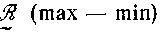 ℛ (max — min)